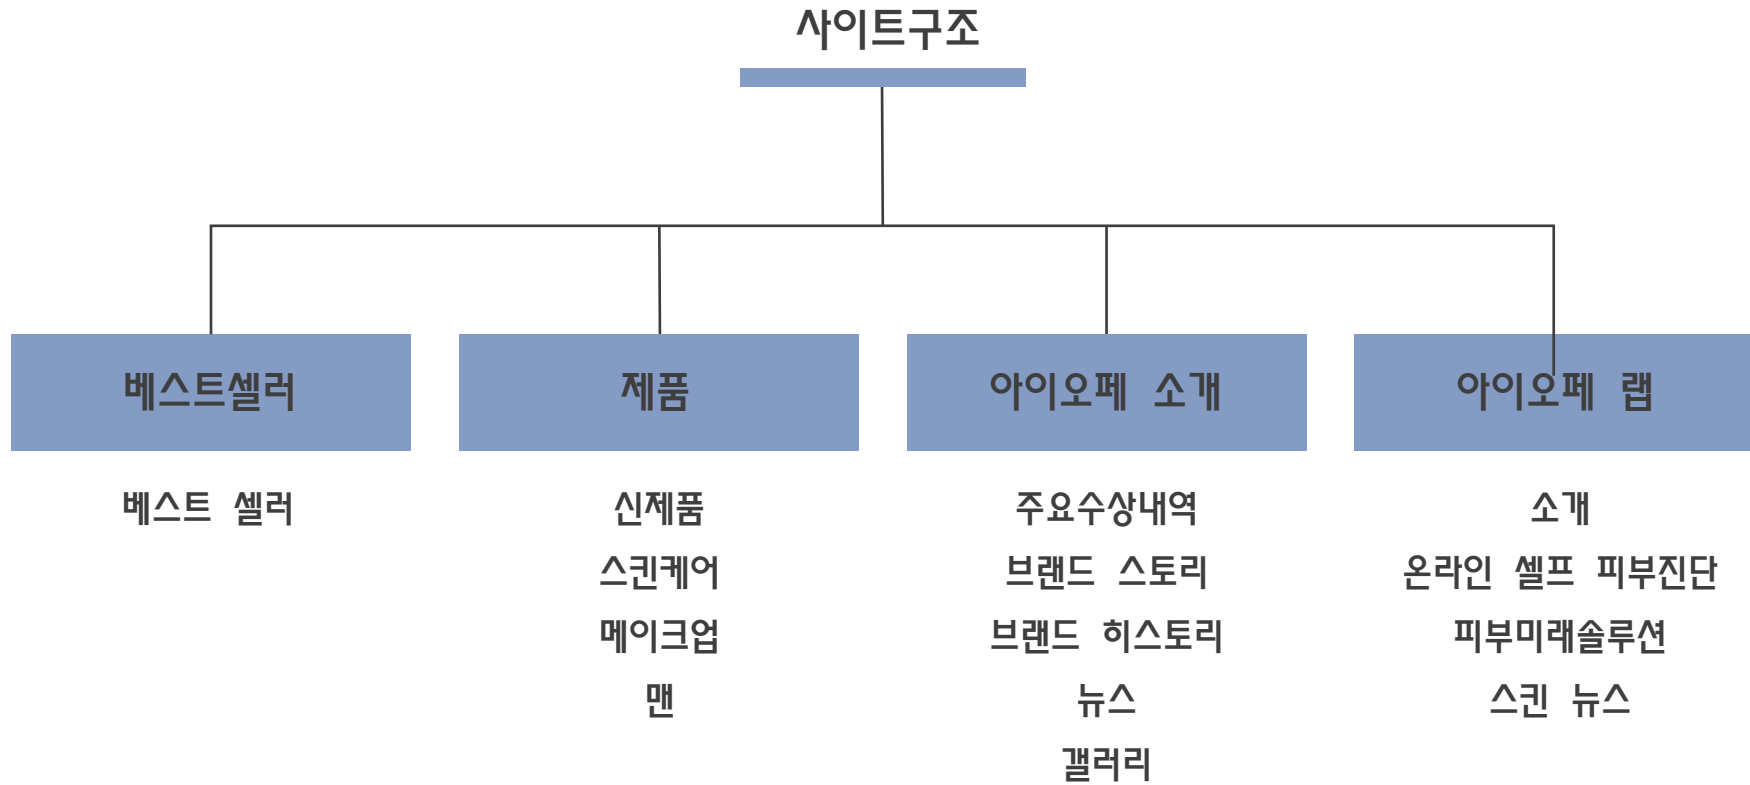 사이트구조
베스트셀러
제품
아이오페 소개
아이오페 랩
베스트 셀러
신제품
스킨케어
메이크업
맨
주요수상내역
브랜드 스토리
브랜드 히스토리
뉴스
갤러리
소개
온라인 셀프 피부진단
피부미래솔루션
스킨 뉴스